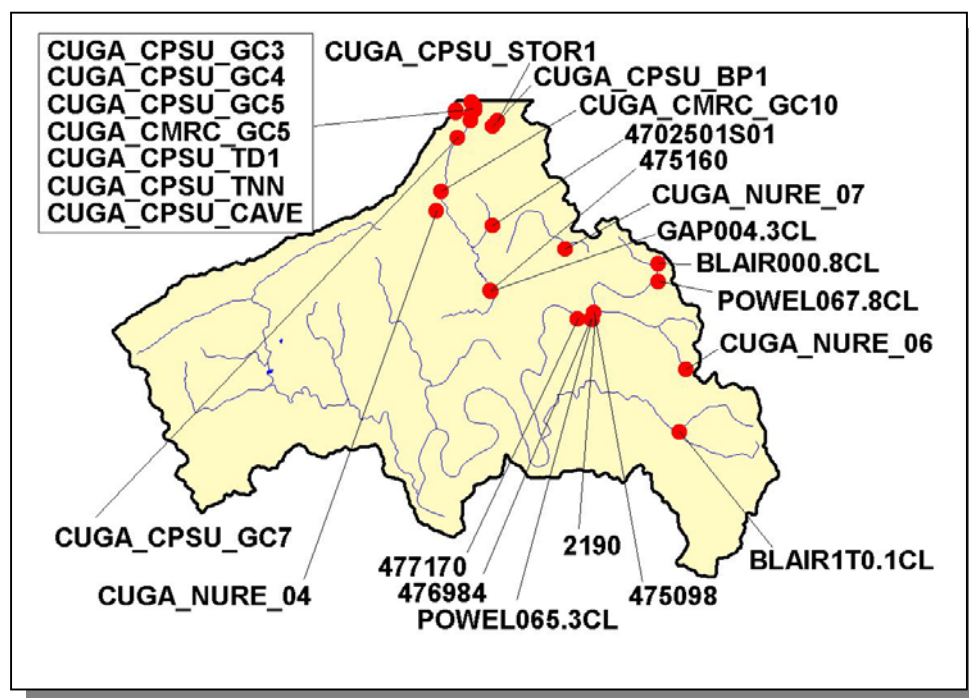 CUGA_CPSU_GC3
CUGA_CPSU_GC4
CUGA_CPSU_GC5
CUGA_CMRC_GC5
CUGA_CPSU_TD1
CUGA_CPSU_TNN
CUGA_CPSU_CAVE
CUGA_CPSU_STOR1
CUGA_CPSU_BP1
CUGA_CMRC_GC10
4702501S01
475160
CUGA_NURE_07
GAP004.3CL
BLAIR000.8CL
POWEL067.8CL
CUGA_NURE_06
CUGA_CPSU_GC7
CUGA_NURE_04
477170
476984
POWEL065.3CL
2190
475098
BLAIR1T0.1CL